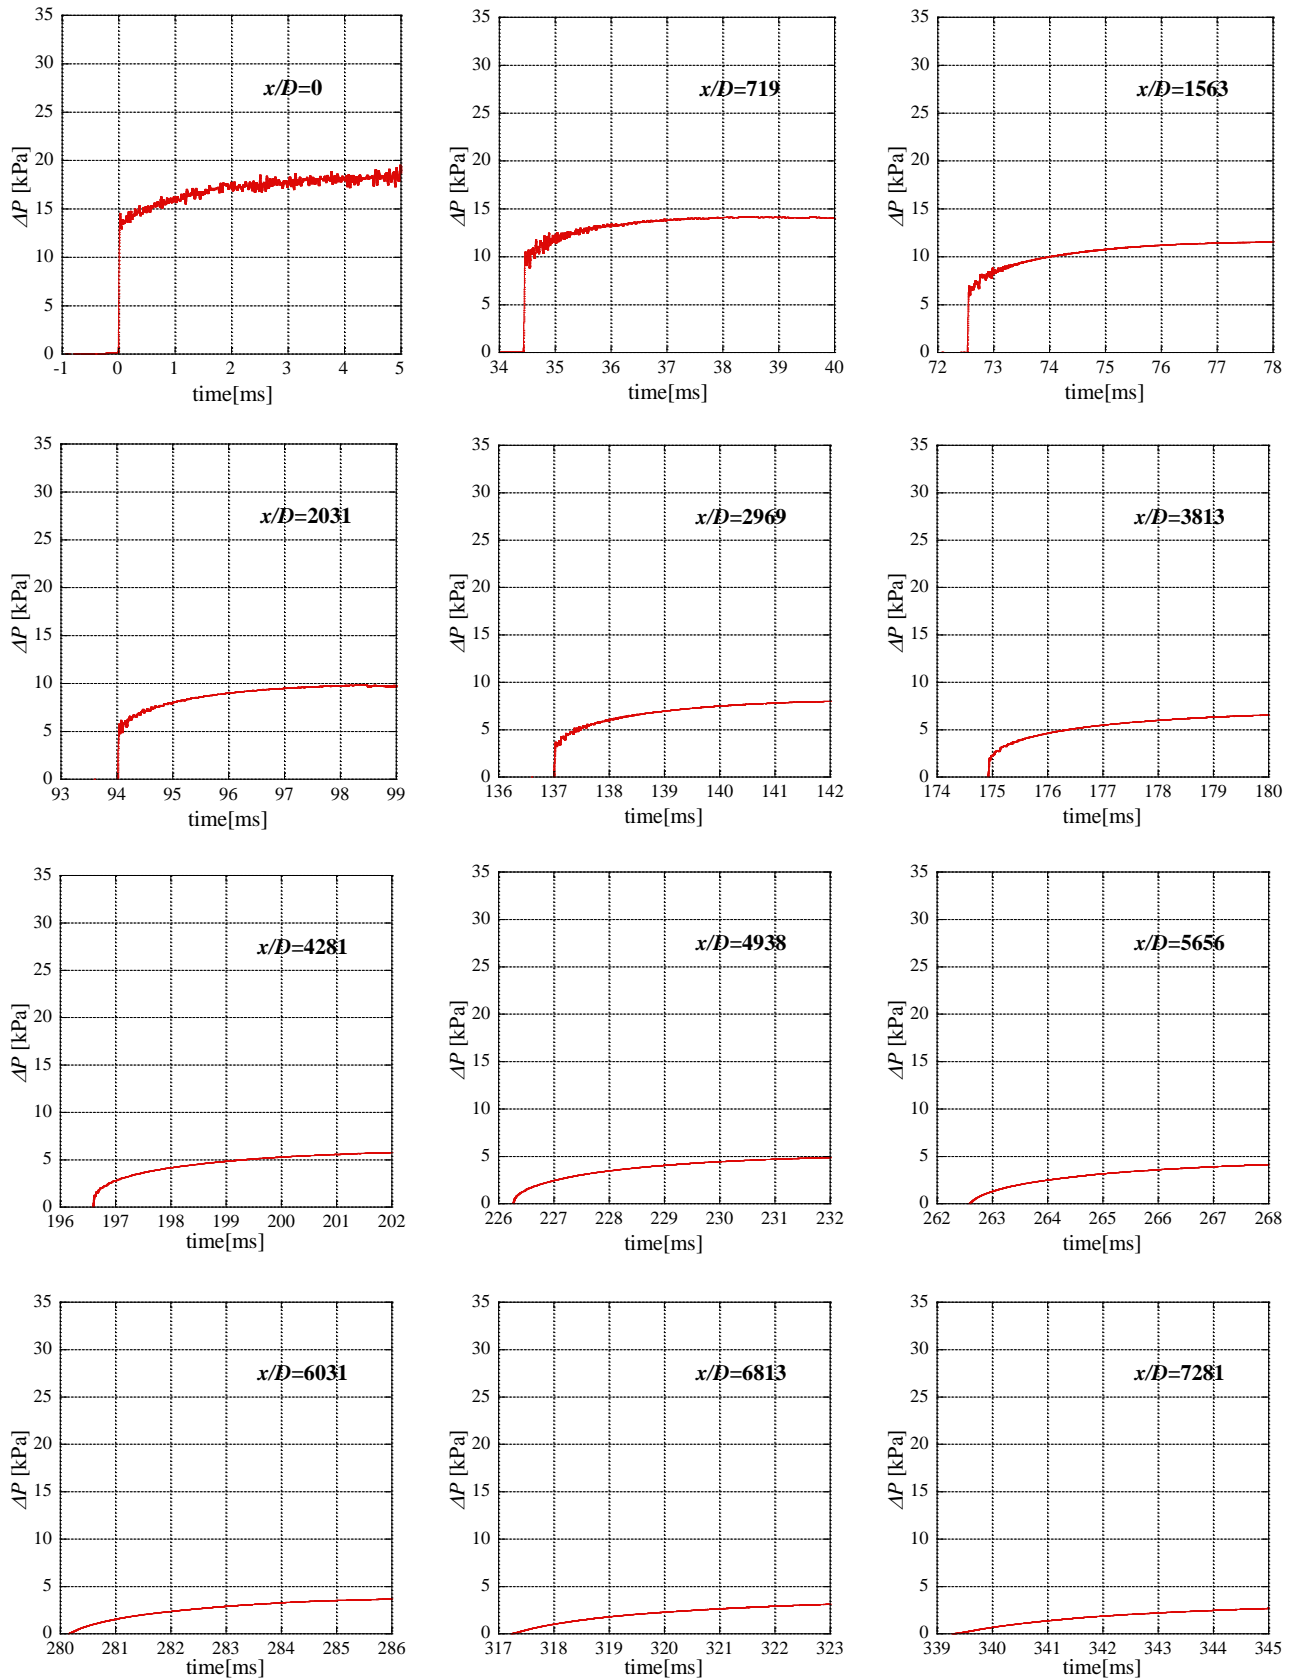 35
30
25
20
15
10
5
0
ΔP [kPa]
x/D=0
-1 0 1 2 3 4 5
time[ms]
35
30
25
20
15
10
5
0
ΔP [kPa]
x/D=719
34 35 36 37 38 39 40
time[ms]
35
30
25
20
15
10
5
0
ΔP [kPa]
x/D=1563
72 73 74 75 76 77 78
time[ms]
35
30
25
20
15
10
5
0
ΔP [kPa]
x/D=2031
93 94 95 96 97 98 99
time[ms]
35
30
25
20
15
10
5
0
ΔP [kPa]
x/D=2969
136 137 138 139 140 141 142
time[ms]
35
30
25
20
15
10
5
0
ΔP [kPa]
x/D=3813
174 175 176 177 178 179 180
time[ms]
35
30
25
20
15
10
5
0
ΔP [kPa]
x/D=4281
196 197 198 199 200 201 202
time[ms]
35
30
25
20
15
10
5
0
ΔP [kPa]
x/D=4938
226 227 228 229 230 231 232
time[ms]
35
30
25
20
15
10
5
0
ΔP [kPa]
x/D=5656
262 263 264 265 266 267 268
time[ms]
35
30
25
20
15
10
5
0
ΔP [kPa]
x/D=6031
280 281 282 283 284 285 286
time[ms]
35
30
25
20
15
10
5
0
ΔP [kPa]
x/D=6813
317 318 319 320 321 322 323
time[ms]
35
30
25
20
15
10
5
0
ΔP [kPa]
x/D=7281
339 340 341 342 343 344 345
time[ms]